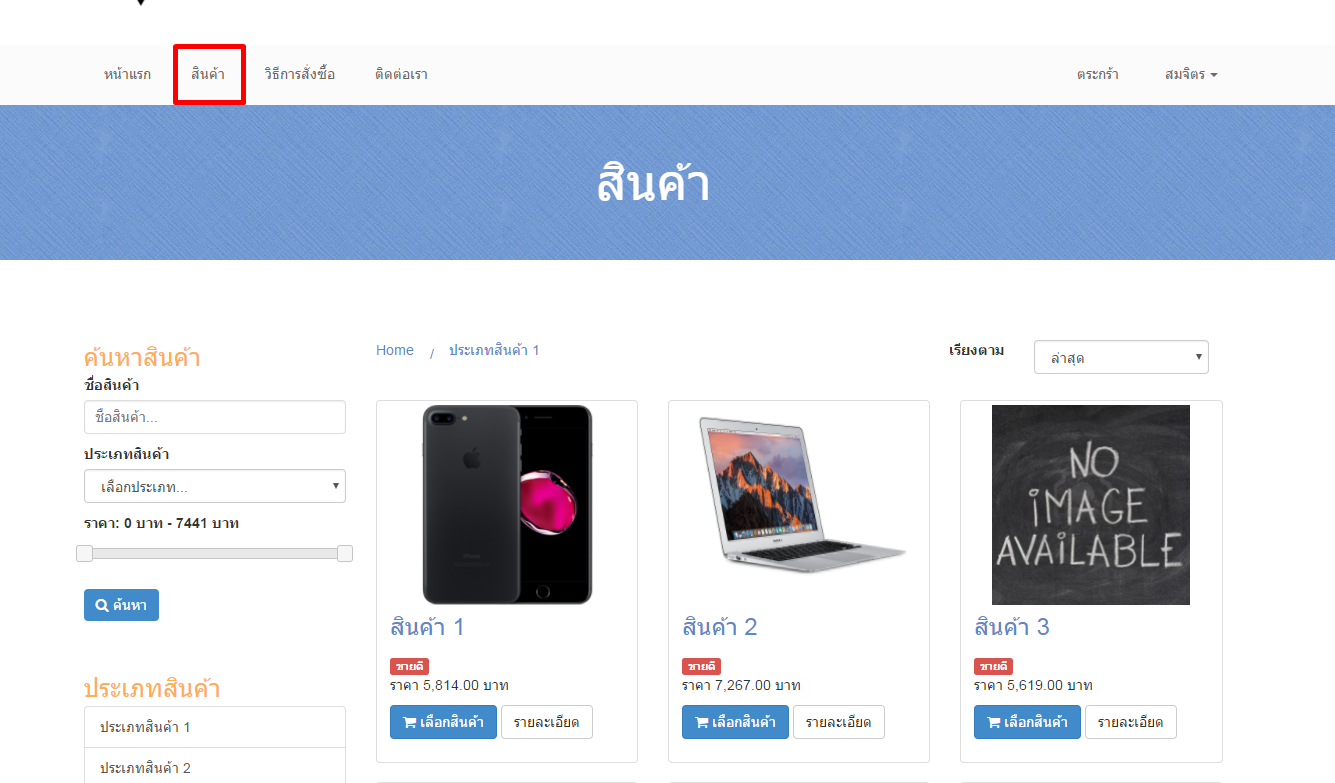 หน้าแรก สินค้า วิธีการสั่งซื้อ ติดต่อเรา ตระกร้า สมจิตร
สินค้า
ค้นหาสินค้า
ชื่อสินค้า
ชื่อสินค้า...
ประเภทสินค้า
เลือกประเภท...
ราคา: 0 บาท - 7441 บาท
ค้นหา
ประเภทสินค้า
ประเภทสินค้า 1
ประเภทสินค้า 2
Home / ประเภทสินค้า 1
เรียงตาม ล่าสุด
สินค้า 1
ขายดี
ราคา 5,814.00 บาท
เลือกสินค้า รายละเอียด
สินค้า 2
ขายดี
ราคา 7,267.00 บาท
เลือกสินค้า รายละเอียด
NO
IMAGE
AVAILABLE
สินค้า 3
ขายดี
ราคา 5,619.00 บาท
เลือกสินค้า รายละเอียด